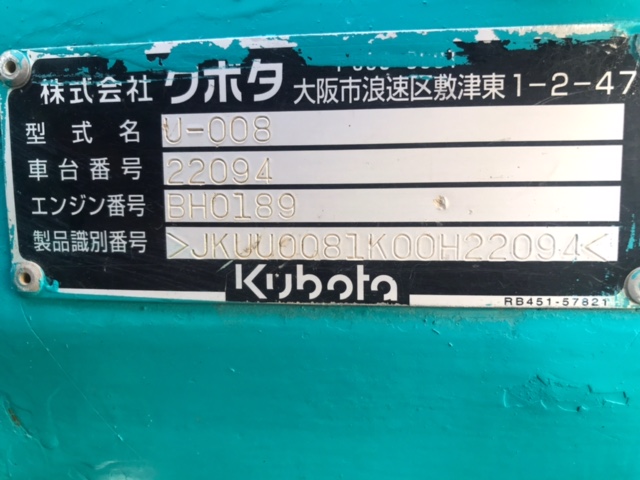 株式会社 クボタ 大阪市浪速区敷津東1-2-47
型式名 U-008
車台番号 22094
エンジン番号 BH0189
製品識別番号 >JKUU0081K00H22094<
Kubota
RB451-57821